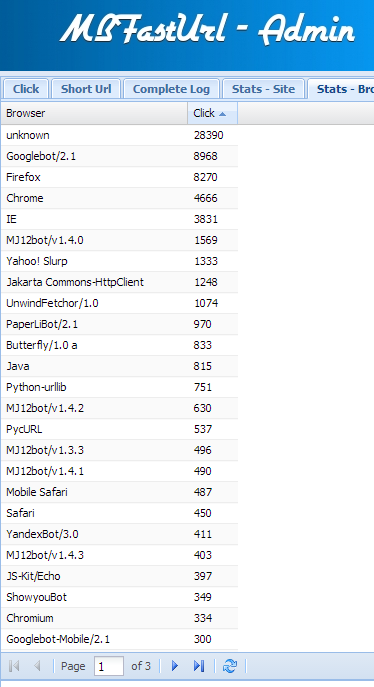 MBFastUrl - Admin
Click Short Url Complete Log Stats - Site Stats - Bro
Browser Click
unknown 28390
Googlebot/2.1 8968
Firefox 8270
Chrome 4666
IE 3831
MJ12bot/v1.4.0 1569
Yahoo! Slurp 1333
Jakarta Commons-HttpClient 1248
UnwindFetchor/1.0 1074
PaperLiBot/2.1 970
Butterfly/1.0 a 833
Java 815
Python-urllib 751
MJ12bot/v1.4.2 630
PycURL 537
MJ12bot/v1.3.3 496
MJ12bot/v1.4.1 490
Mobile Safari 487
Safari 450
YandexBot/3.0 411
MJ12bot/v1.4.3 403
JS-Kit/Echo 397
ShowyouBot 349
Chromium 334
Googlebot-Mobile/2.1 300
Page 1 of 3